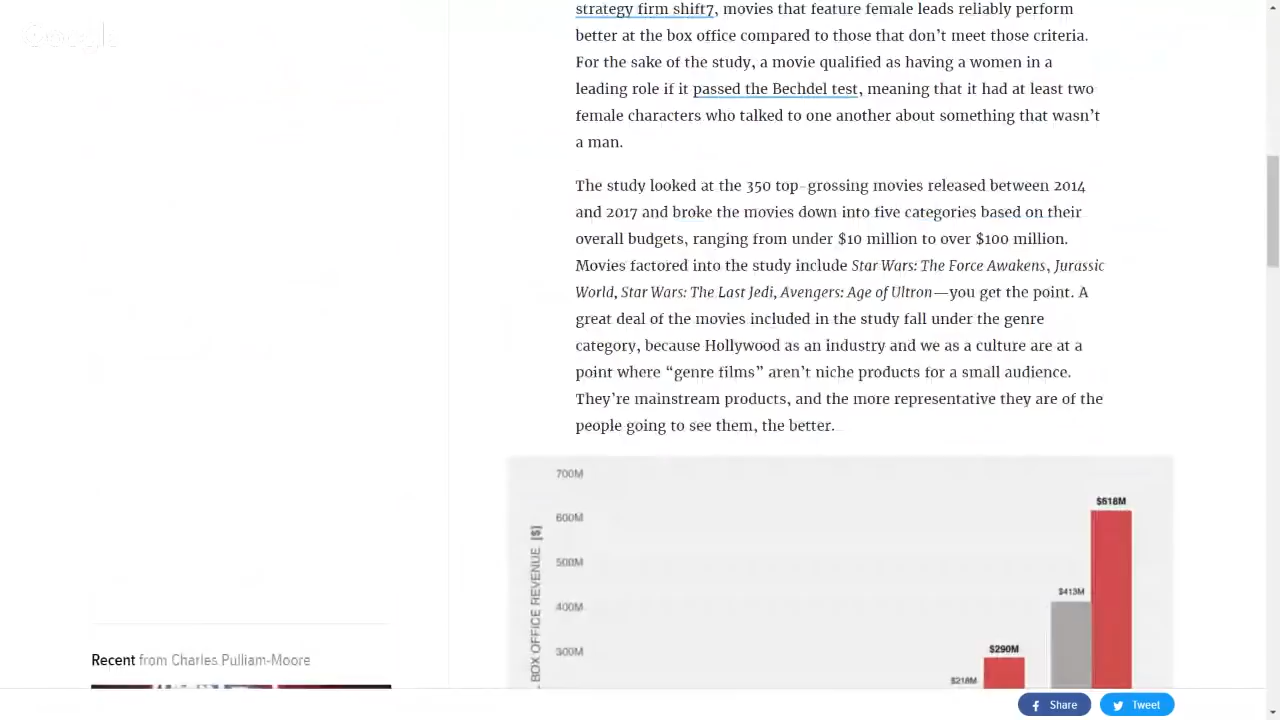 Google
strategy firm shift7, movies that feature female leads reliably perform
better at the box office compared to those that don’t meet those criteria.
For the sake of the study, a movie qualified as having a women in a
leading role if it passed the Bechdel test, meaning that it had at least two
female characters who talked to one another about something that wasn’t
a man.
The study looked at the 350 top-grossing movies released between 2014
and 2017 and broke the movies down into five categories based on their
overall budgets, ranging from under $10 million to over $100 million.
Movies factored into the study include Star Wars: The Force Awakens, Jurassic
World, Star Wars: The Last Jedi, Avengers: Age of Ultron—you get the point. A
great deal of the movies included in the study fall under the genre
category, because Hollywood as an industry and we as a culture are at a
point where “genre films” aren’t niche products for a small audience.
They’re mainstream products, and the more representative they are of the
people going to see them, the better.
700M
600M
500M
400M
300M
BOX OFFICE REVENUE [$]
$618M
$413M
$290M
$218M
Recent from Charles Pulliam-Moore
Share
Tweet